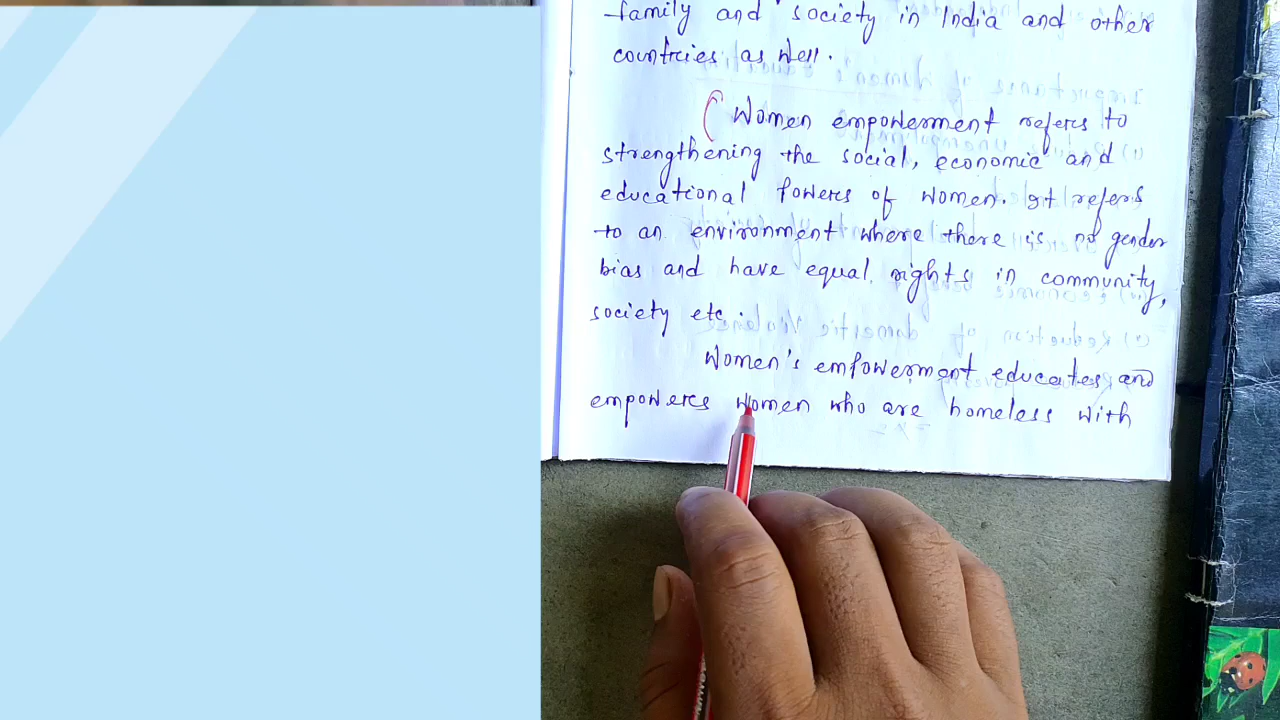 family and society in India and other
countries as well.
Women empowerment refers to
strengthening the social, economic and
educational powers of women. It refers
to an environment where there is no gender
bias and have equal rights in community,
society etc.
Women's empowerment educates and
empowers women who are homeless with